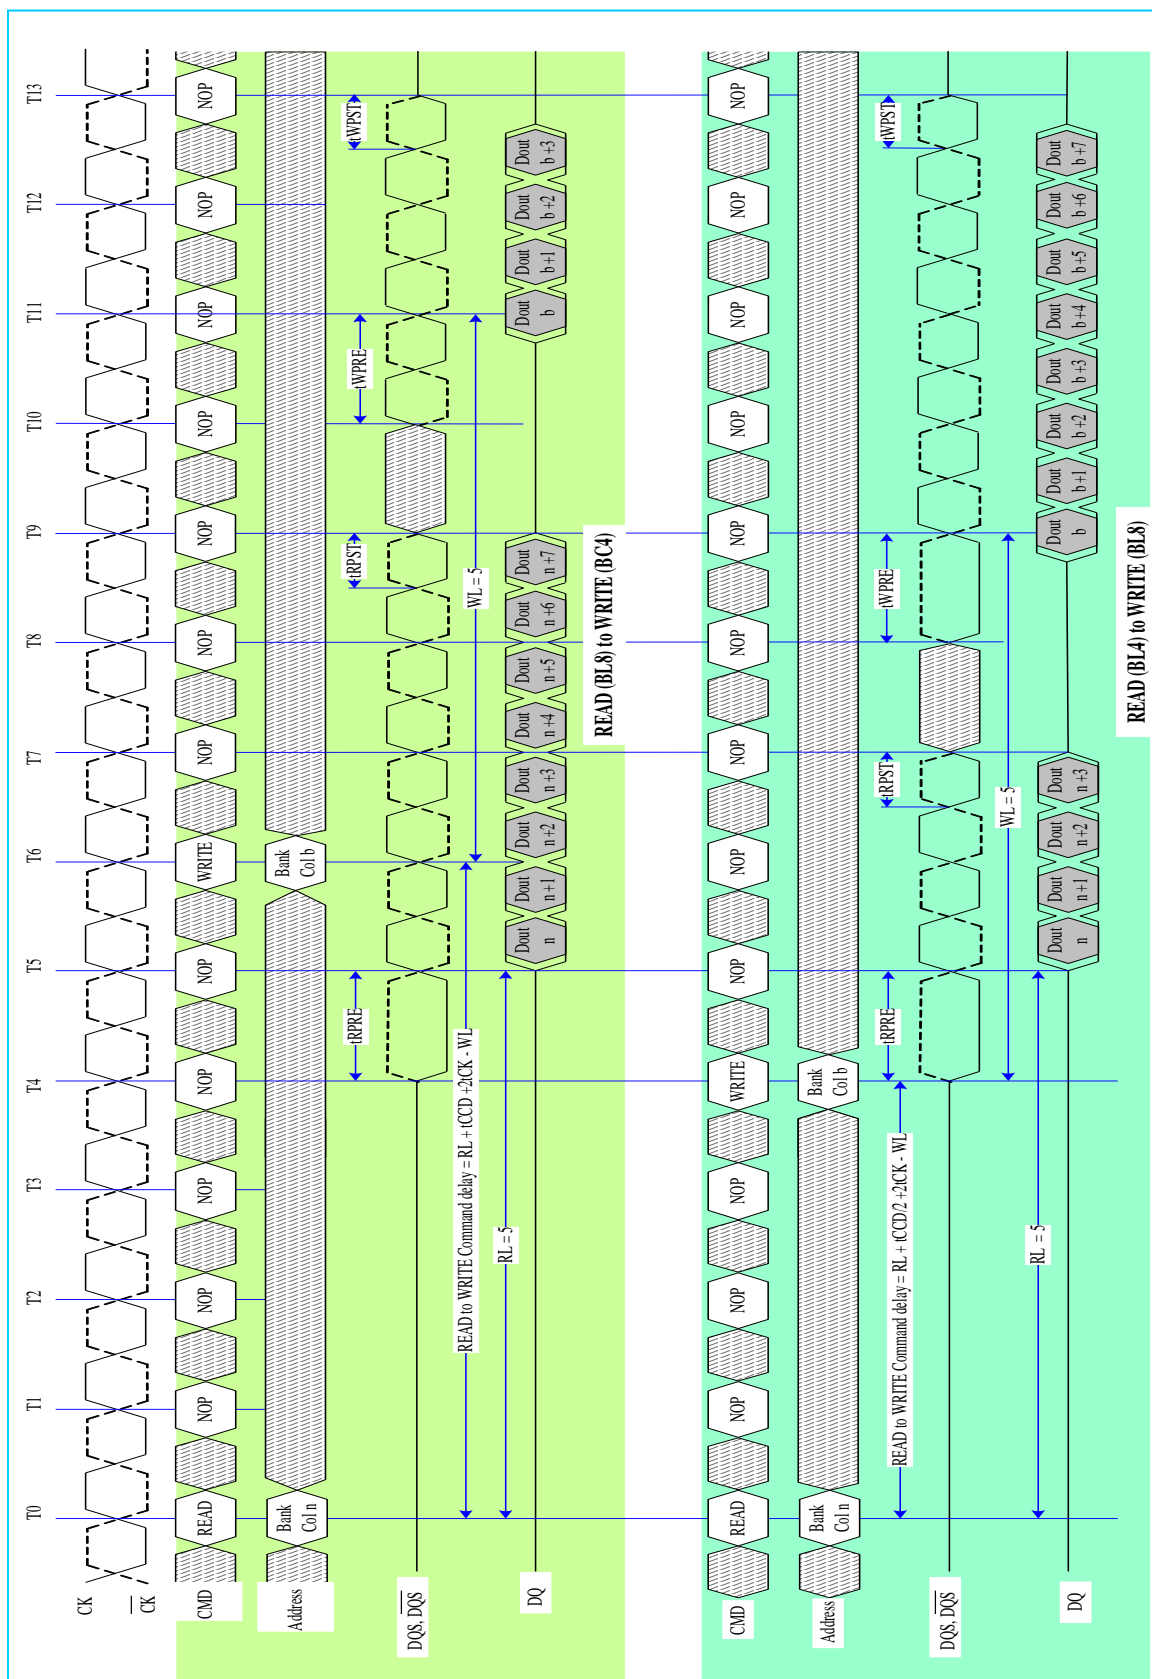 T0 T1 T2 T3 T4 T5 T6 T7 T8 T9 T10 T11 T12 T13
CK
C̅K̅
CMD READ NOP NOP NOP NOP NOP WRITE NOP NOP NOP NOP NOP NOP NOP
Bank Bank
Address Col n Col b
tRPRE tRPST tWPRE tWPST
DQS, D̅Q̅S̅
READ to WRITE Command delay = RL + tCCD +2tCK - WL WL = 5
RL = 5
Dout Dout Dout Dout Dout Dout Dout Dout Dout Dout Dout Dout
DQ n n+1 n+2 n+3 n+4 n+5 n+6 n+7 b b+1 b+2 b+3
READ (BL8) to WRITE (BC4)
CMD READ NOP NOP NOP WRITE NOP NOP NOP NOP NOP NOP NOP NOP NOP
Bank Bank
Address Col n Col b
tRPRE tRPST tWPRE tWPST
READ to WRITE Command delay = RL + tCCD/2 +2tCK - WL
DQS, D̅Q̅S̅
WL = 5
RL = 5
Dout Dout Dout Dout Dout Dout Dout Dout Dout Dout Dout Dout
DQ n n+1 n+2 n+3 b b+1 b+2 b+3 b+4 b+5 b+6 b+7
READ (BL4) to WRITE (BL8)